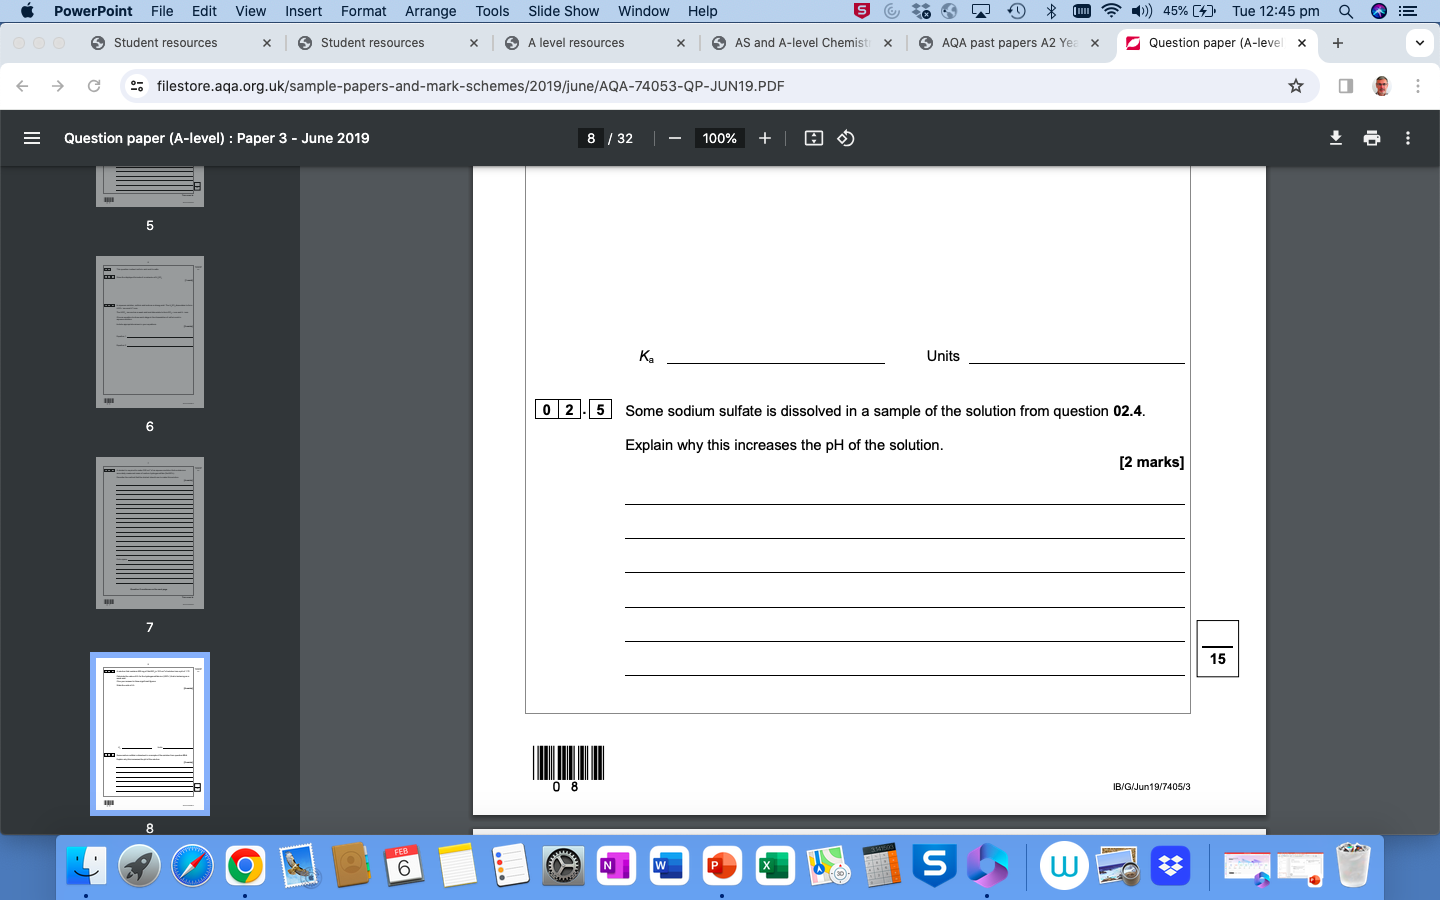 PowerPoint File Edit View Insert Format Arrange Tools Slide Show Window Help 45% Tue 12:45 pm
Student resources Student resources A level resources AS and A-level Chemist AQA past papers A2 Yea Question paper (A-level
filestore.aqa.org.uk/sample-papers-and-mark-schemes/2019/june/AQA-74053-QP-JUN19.PDF
Question paper (A-level) : Paper 3 - June 2019 8 / 32 100%
5
6
7
8
Ka Units
0 2 . 5 Some sodium sulfate is dissolved in a sample of the solution from question 02.4.
Explain why this increases the pH of the solution.
[2 marks]
15
0 8
IB/G/Jun19/7405/3
FEB
6
N
W
P
X
3D
S
W